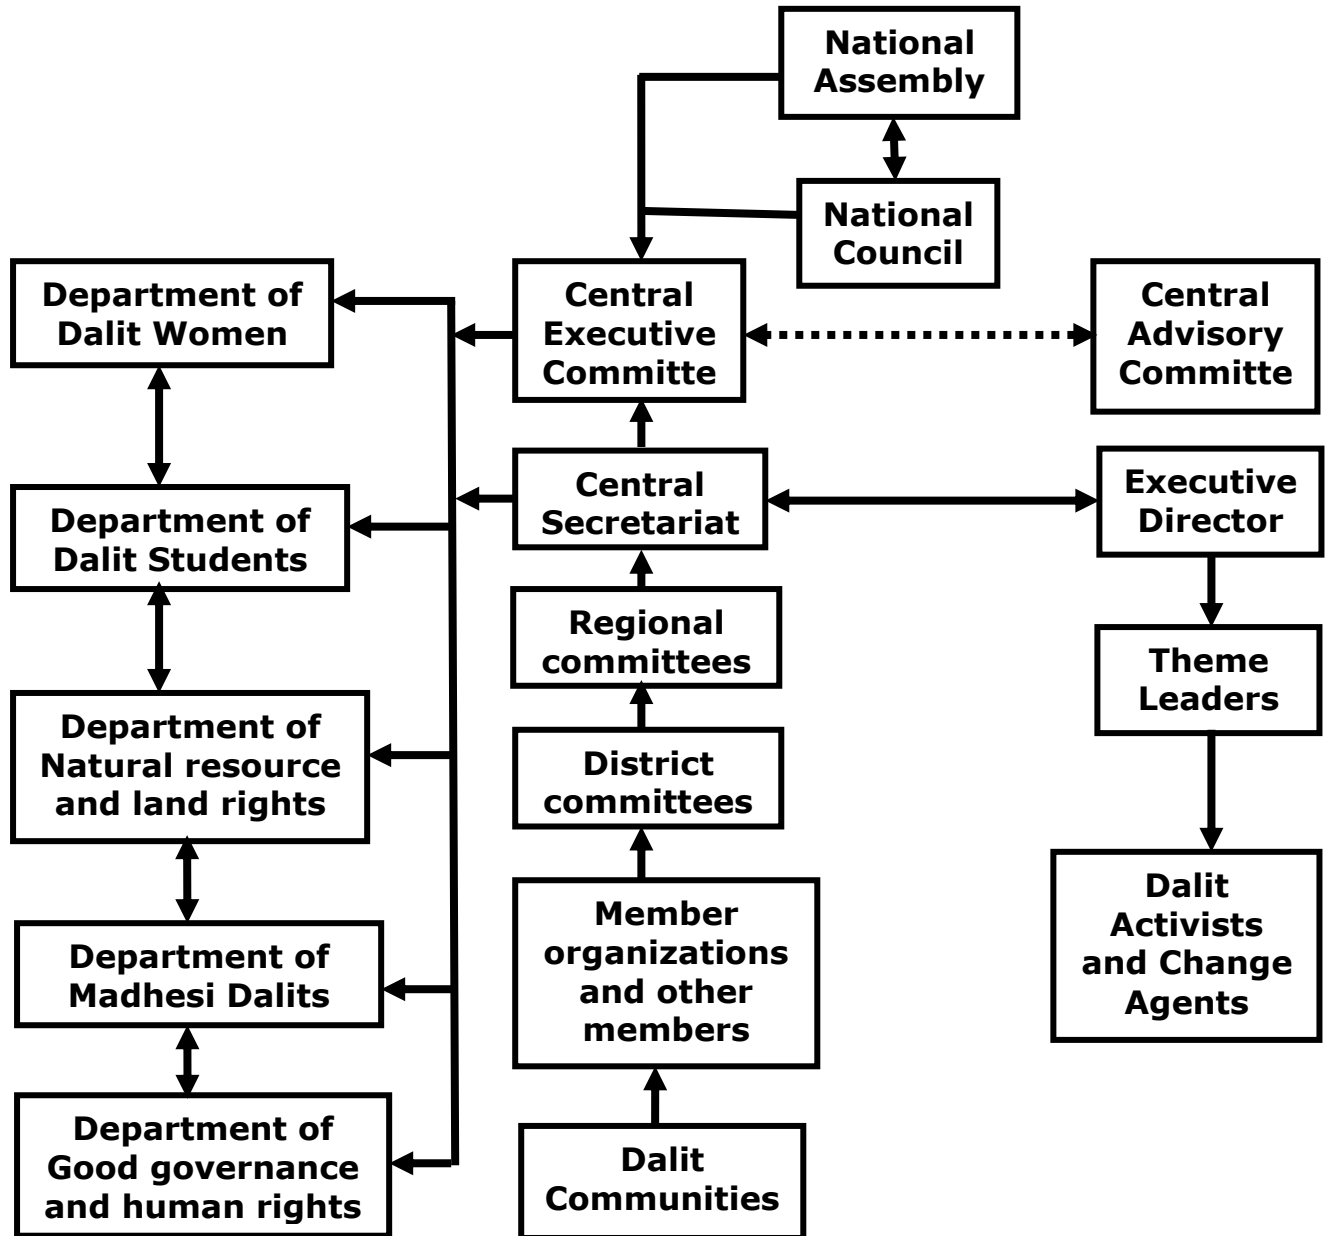 National
Assembly
National
Council
Department of
Dalit Women
Central
Executive
Committe
Central
Advisory
Committe
Department of
Dalit Students
Central
Secretariat
Executive
Director
Regional
committees
Theme
Leaders
Department of
Natural resource
and land rights
District
committees
Department of
Madhesi Dalits
Member
organizations
and other
members
Dalit
Activists
and Change
Agents
Department of
Good governance
and human rights
Dalit
Communities